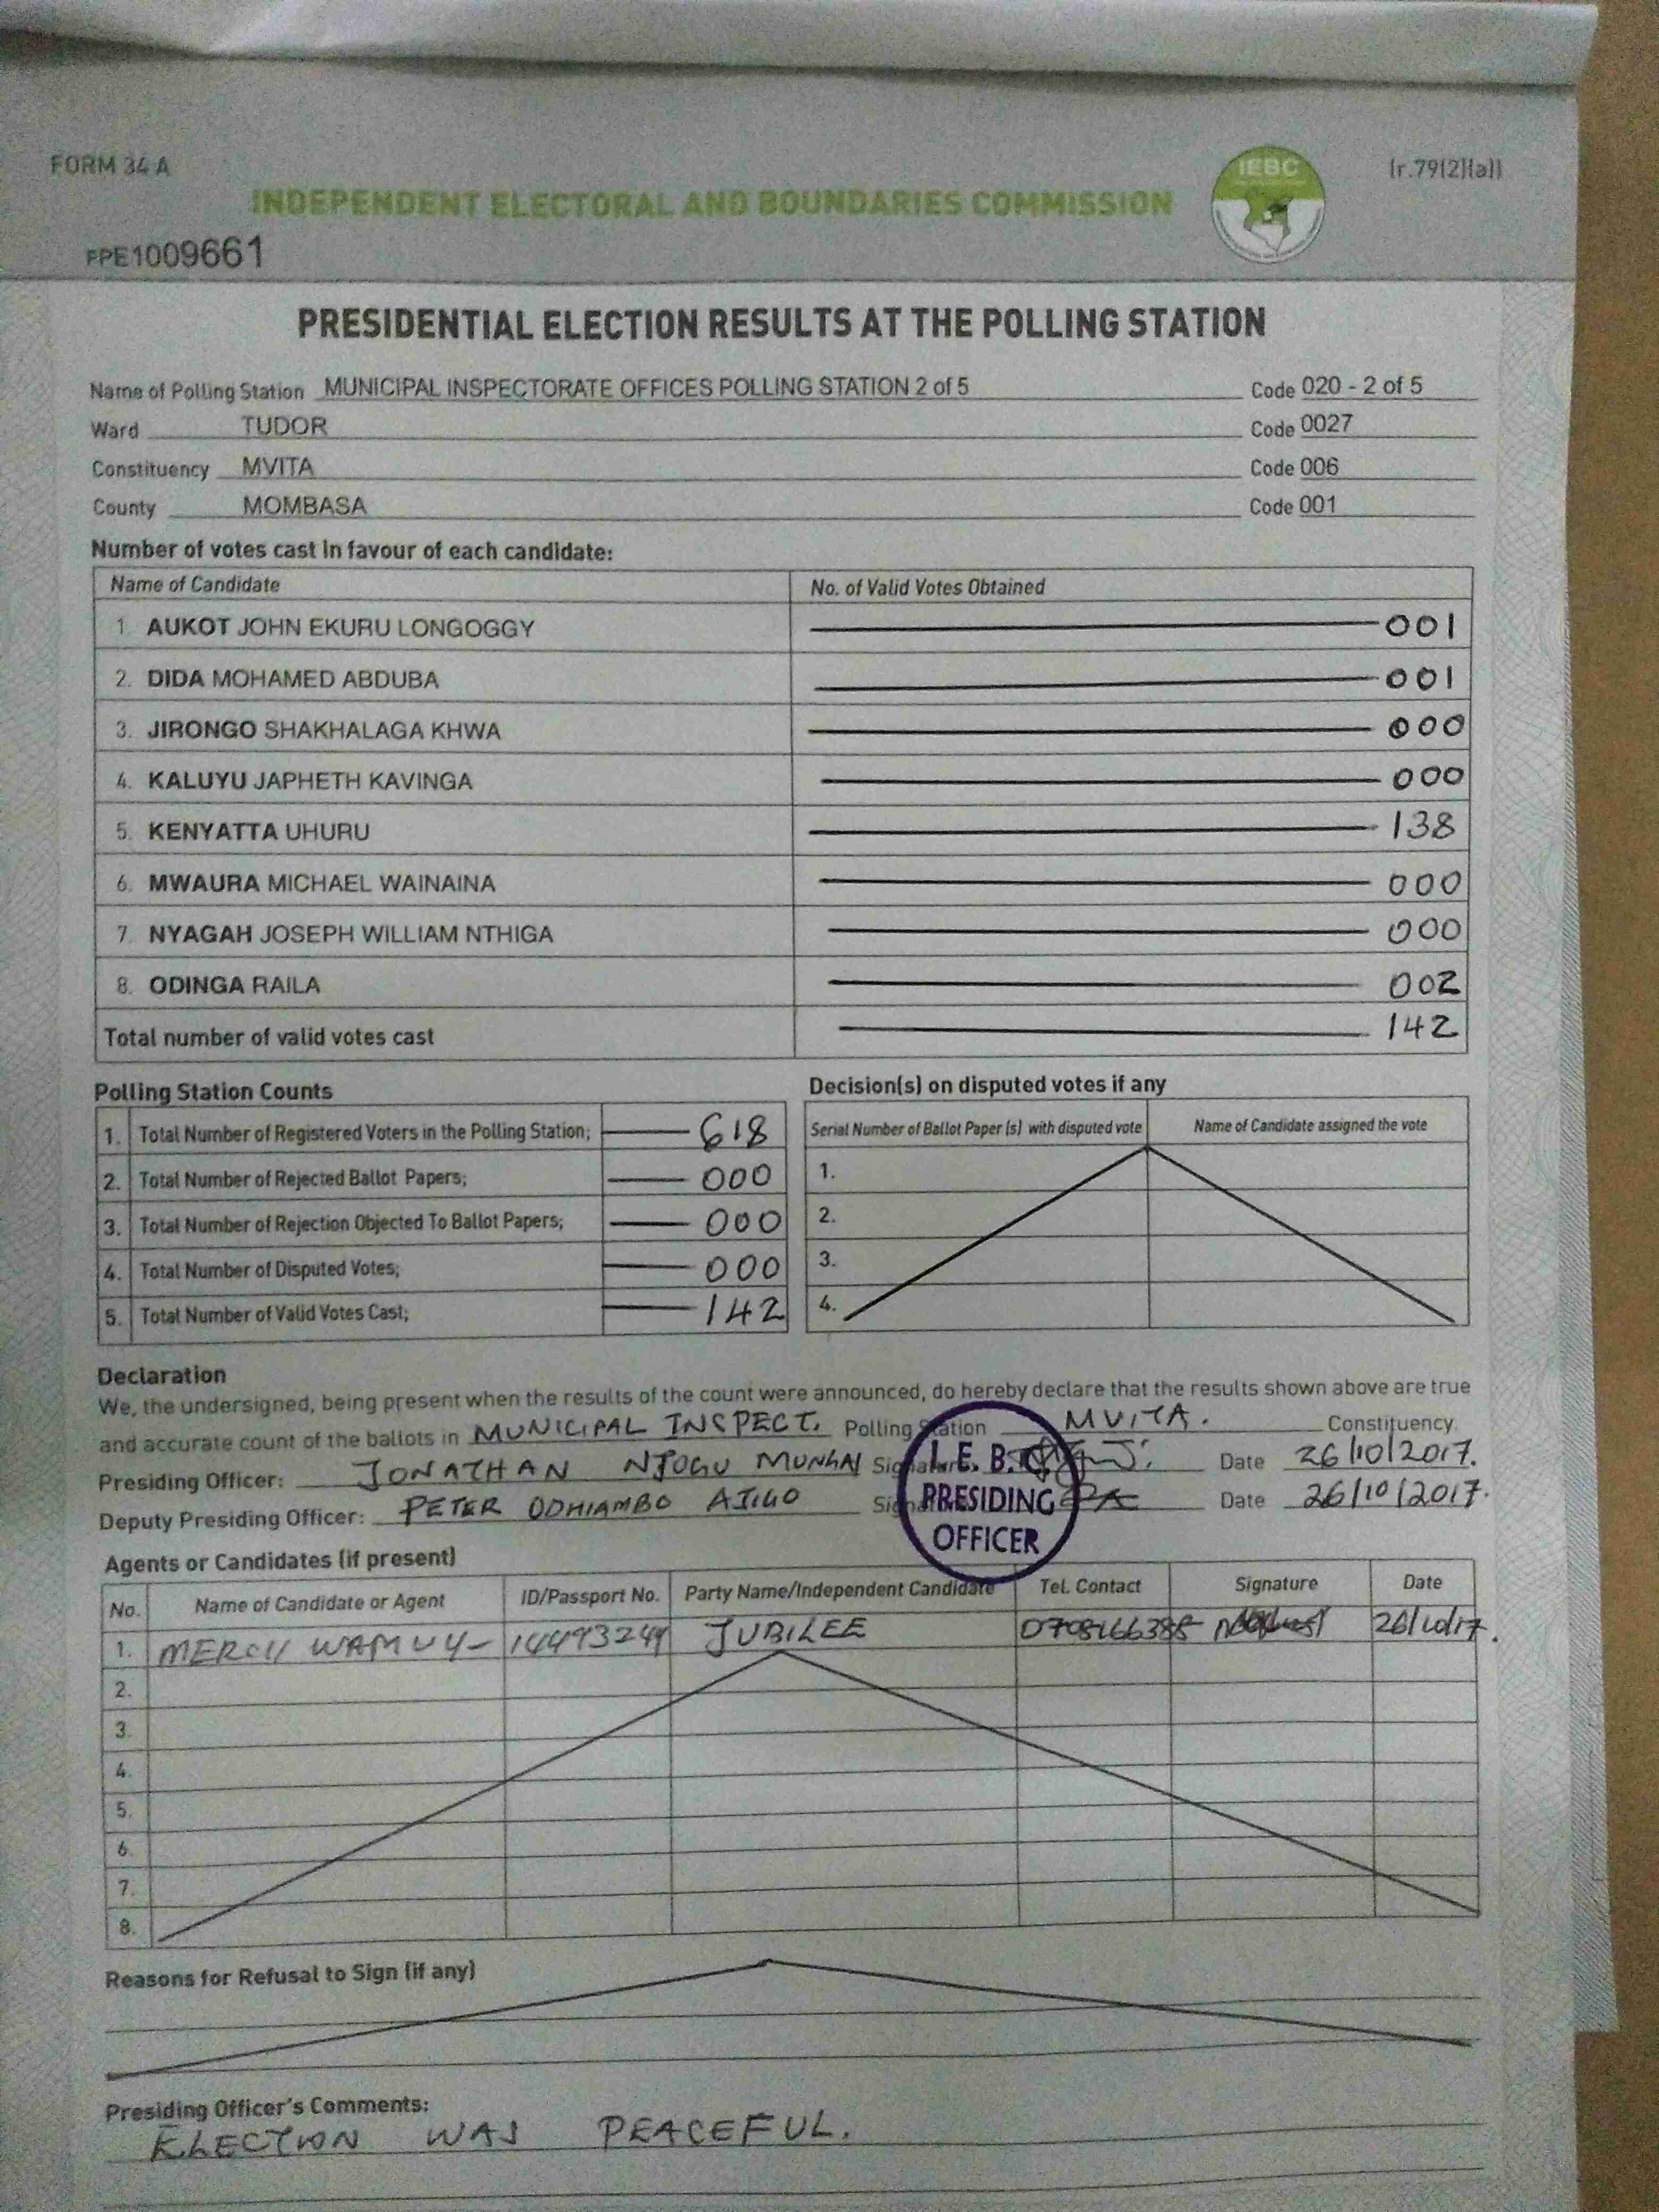 FORM 34 A
IEBC
(r.79(2)(a))
INDEPENDENT ELECTORAL AND BOUNDARIES COMMISSION
FPE1009661
PRESIDENTIAL ELECTION RESULTS AT THE POLLING STATION
Name of Polling Station MUNICIPAL INSPECTORATE OFFICES POLLING STATION 2 of 5 Code 020 - 2 of 5
Ward TUDOR Code 0027
Constituency MVITA Code 006
County MOMBASA Code 001
Number of votes cast in favour of each candidate:
Name of Candidate No. of Valid Votes Obtained
1. AUKOT JOHN EKURU LONGOGGY 001
2. DIDA MOHAMED ABDUBA 001
3. JIRONGO SHAKHALAGA KHWA 000
4. KALUYU JAPHETH KAVINGA 000
5. KENYATTA UHURU 138
6. MWAURA MICHAEL WAINAINA 000
7. NYAGAH JOSEPH WILLIAM NTHIGA 000
8. ODINGA RAILA 002
Total number of valid votes cast 142
Polling Station Counts
1. Total Number of Registered Voters in the Polling Station; 618
2. Total Number of Rejected Ballot Papers; 000
3. Total Number of Rejection Objected To Ballot Papers; 000
4. Total Number of Disputed Votes; 000
5. Total Number of Valid Votes Cast; 142
Decision(s) on disputed votes if any
Serial Number of Ballot Paper (s) with disputed vote Name of Candidate assigned the vote
1.
2.
3.
4.
Declaration
We, the undersigned, being present when the results of the count were announced, do hereby declare that the results shown above are true
and accurate count of the ballots in MUNICIPAL INSPECT. Polling Station MVITA. Constituency.
Presiding Officer: JONATHAN NJOGU MUNGAI Signature Date 26/10/2017.
Deputy Presiding Officer: PETER ODHIAMBO Signature Date 26/10/2017.
I.E.B.C
PRESIDING
OFFICER
Agents or Candidates (if present)
No. Name of Candidate or Agent ID/Passport No. Party Name/Independent Candidate Tel. Contact Signature Date
1. MERCY JUBILEE 26/10/17.
2.
3.
4.
5.
6.
7.
8.
Reasons for Refusal to Sign (if any)
Presiding Officer's Comments:
ELECTION WAS PEACEFUL.